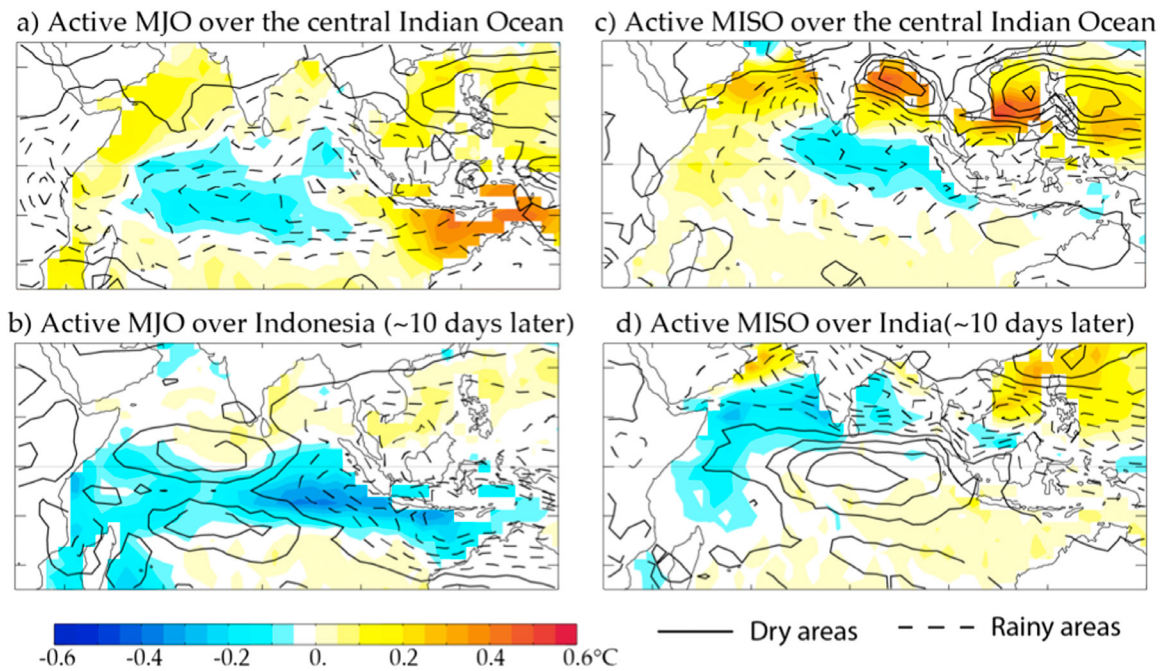 a) Active MJO over the central Indian Ocean
c) Active MISO over the central Indian Ocean
b) Active MJO over Indonesia (~10 days later)
d) Active MISO over India(~10 days later)
-0.6 -0.4 -0.2 0. 0.2 0.4 0.6°C
Dry areas
Rainy areas